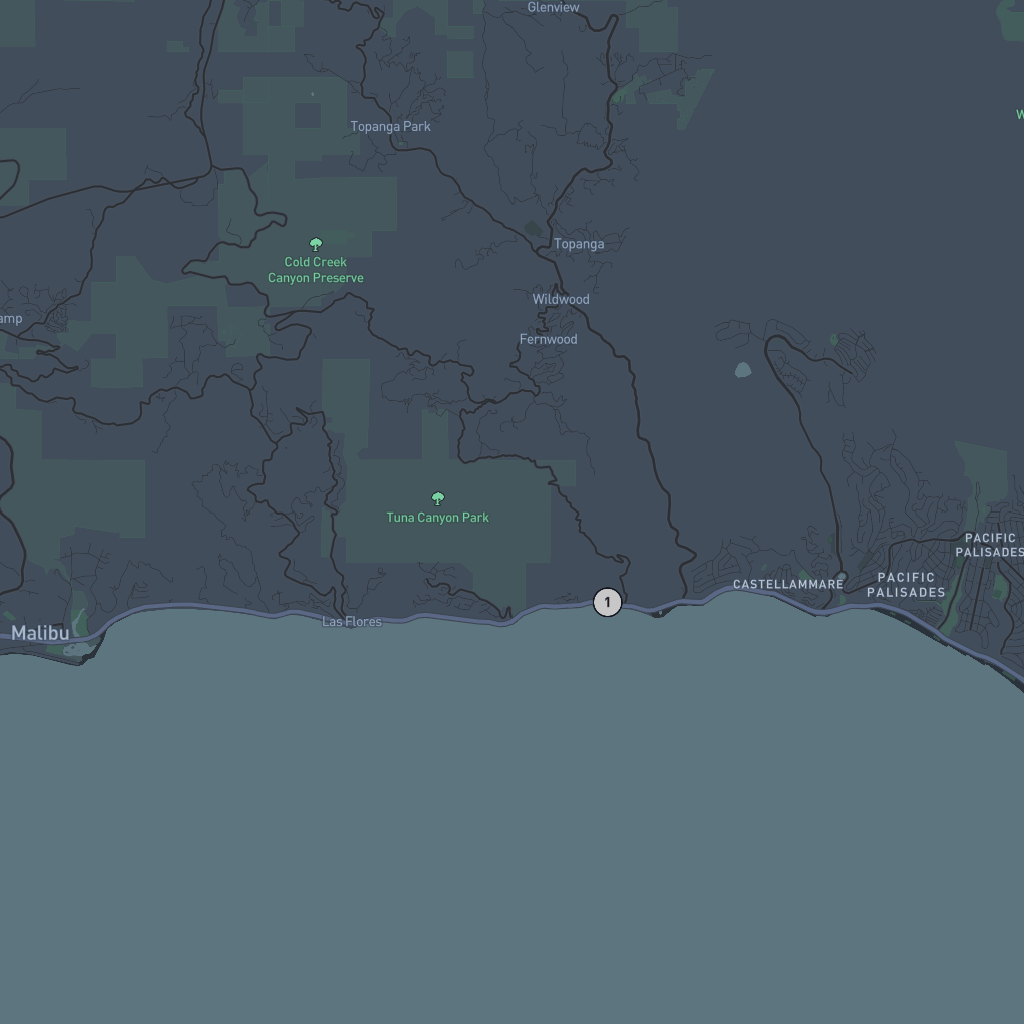 Glenview
W
Topanga Park
Topanga
Cold Creek
Canyon Preserve
Wildwood
amp
Fernwood
Tuna Canyon Park
PACIFIC
PALISADES
PACIFIC
PALISADES
CASTELLAMMARE
1
Las Flores
Malibu